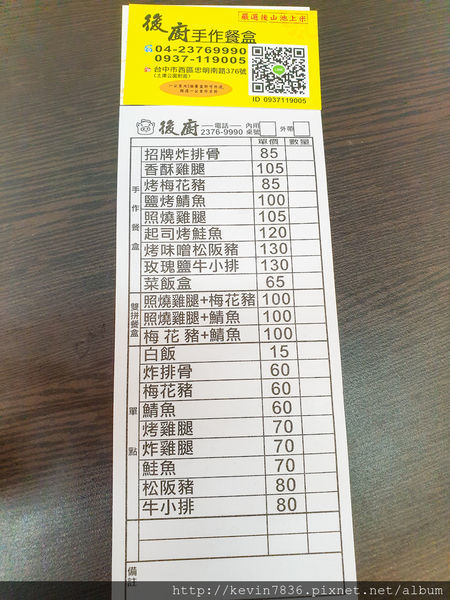 嚴選後山池上米
後廚手作餐盒
04-23769990
0937-119005
台中市西區忠明南路376號
(土庫公園對面)
ID 0937119005
後廚 電話 2376-9990 內用 桌號 外帶
單價 數量
手作餐盒
招牌炸排骨 85
香酥雞腿 105
烤梅花豬 85
鹽烤鯖魚 100
照燒雞腿 105
起司烤鮭魚 120
烤味噌松阪豬 130
玫瑰鹽牛小排 130
菜飯盒 65
雙拼餐盒
照燒雞腿+梅花豬 100
照燒雞腿+鯖魚 100
梅花豬+鯖魚 100
單點
白飯 15
炸排骨 60
梅花豬 60
鯖魚 60
烤雞腿 70
炸雞腿 70
鮭魚 70
松阪豬 80
牛小排 80
備註
http://kevin7836.pixnet.net/album